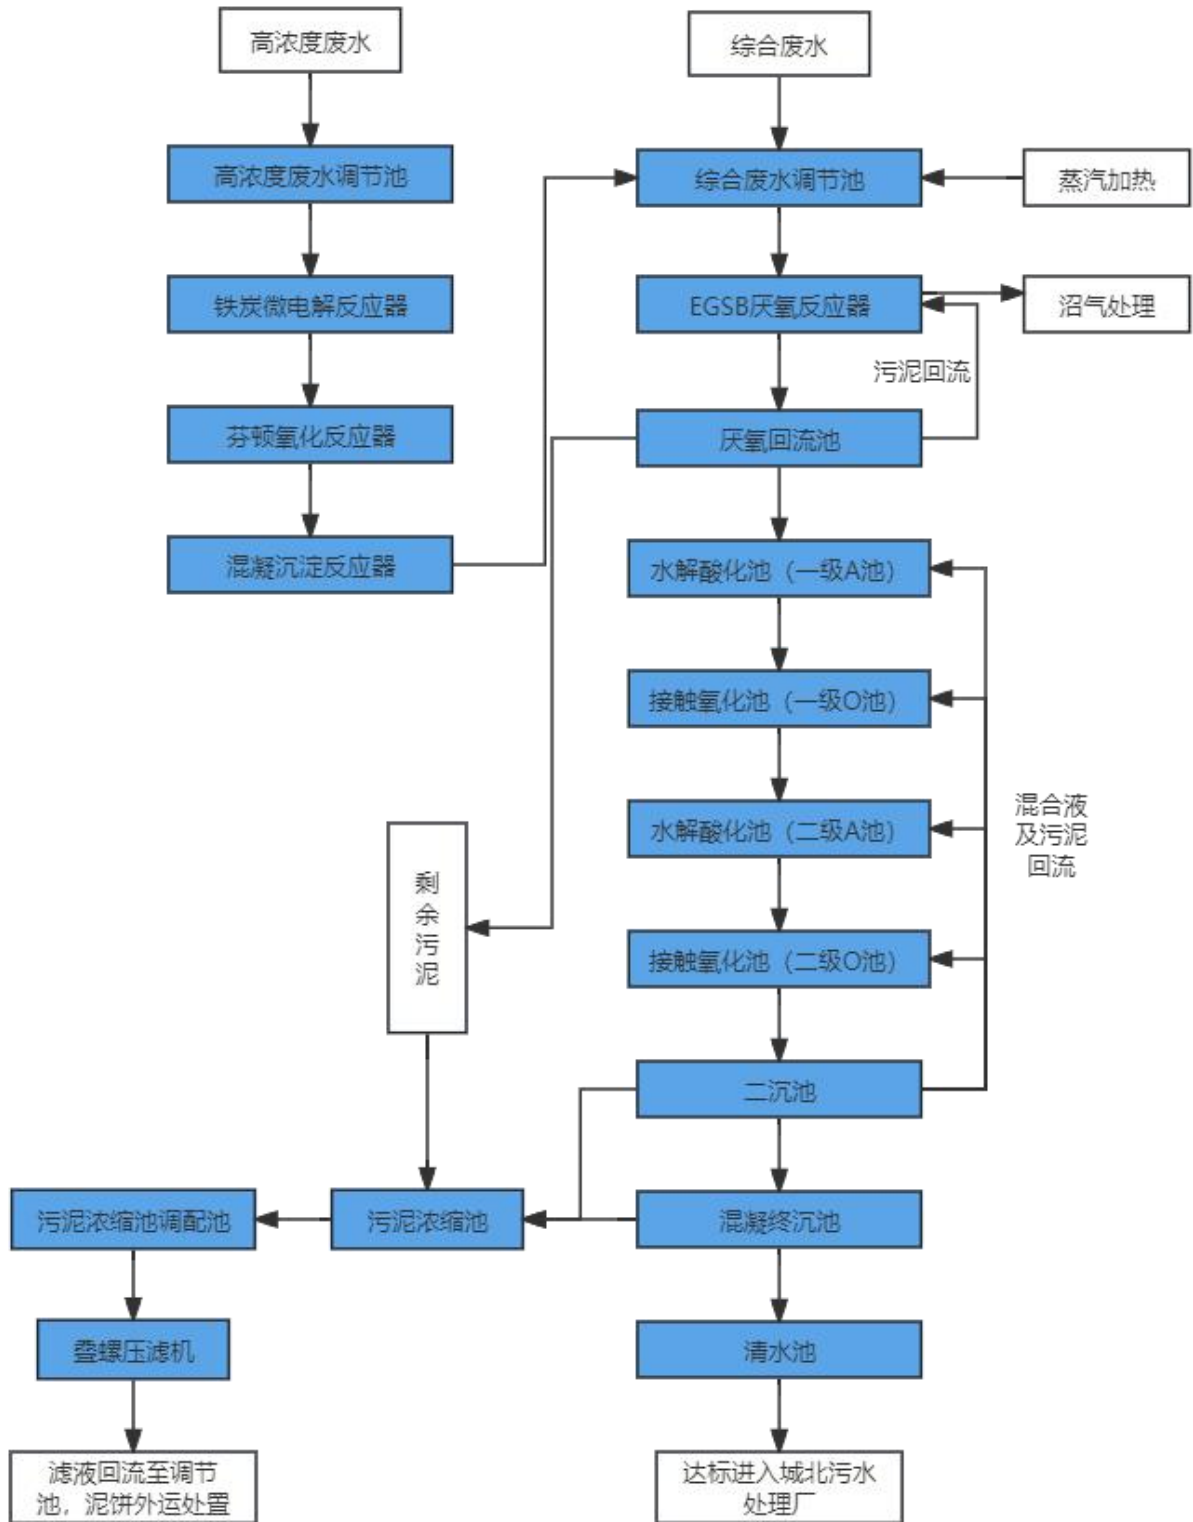 高浓度废水
综合废水
高浓度废水调节池
综合废水调节池
蒸汽加热
铁炭微电解反应器
EGSB厌氧反应器
沼气处理
污泥回流
芬顿氧化反应器
厌氧回流池
混凝沉淀反应器
水解酸化池（一级A池）
接触氧化池（一级O池）
混合液
及污泥
回流
水解酸化池（二级A池）
剩
余
污
泥
接触氧化池（二级O池）
二沉池
污泥浓缩池调配池
污泥浓缩池
混凝终沉池
叠螺压滤机
清水池
滤液回流至调节
池，泥饼外运处置
达标进入城北污水
处理厂